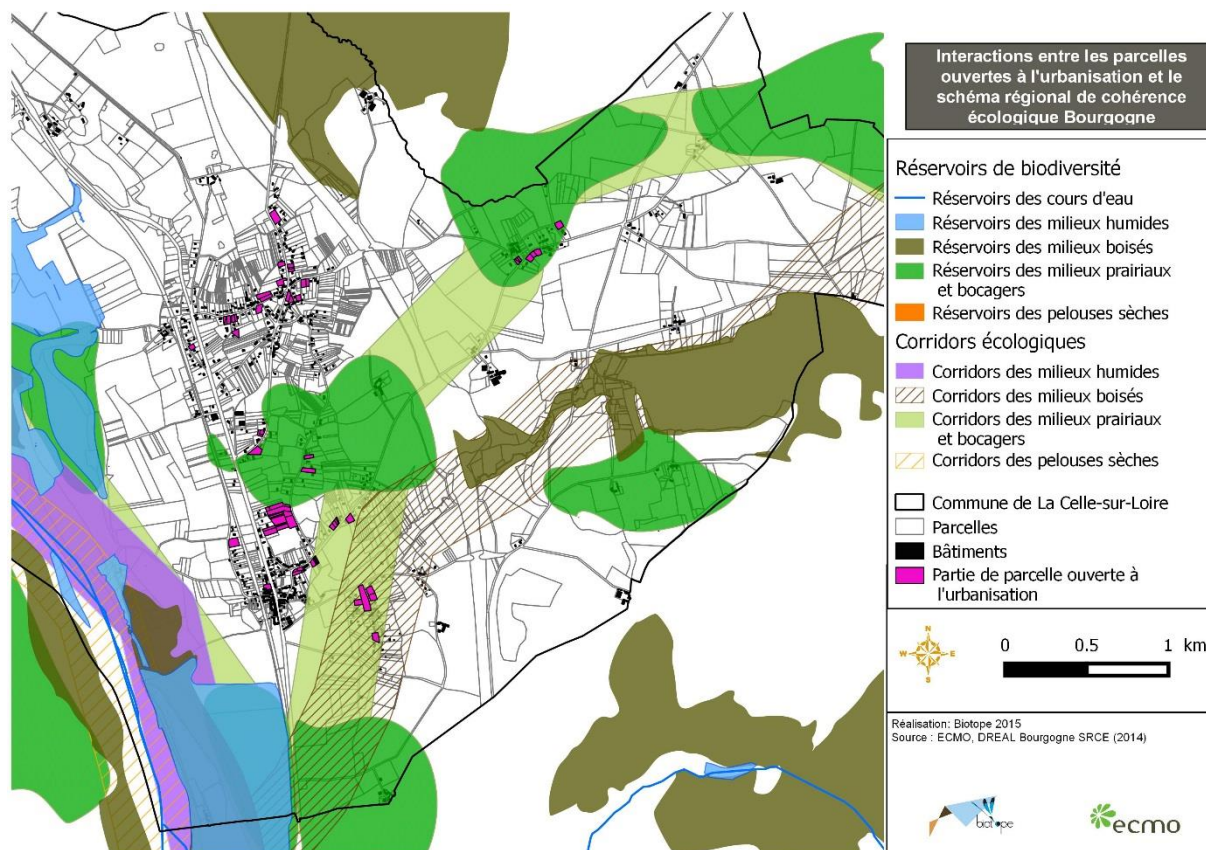 Interactions entre les parcelles
ouvertes à l'urbanisation et le
schéma régional de cohérence
écologique Bourgogne
Réservoirs de biodiversité
Réservoirs des cours d'eau
Réservoirs des milieux humides
Réservoirs des milieux boisés
Réservoirs des milieux prairiaux
et bocagers
Réservoirs des pelouses sèches
Corridors écologiques
Corridors des milieux humides
Corridors des milieux boisés
Corridors des milieux prairiaux
et bocagers
Corridors des pelouses sèches
Commune de La Celle-sur-Loire
Parcelles
Bâtiments
Partie de parcelle ouverte à
l'urbanisation
N
W E
S
0 0.5 1 km
Réalisation: Biotope 2015
Source : ECMO, DREAL Bourgogne SRCE (2014)
biotope
ecmo